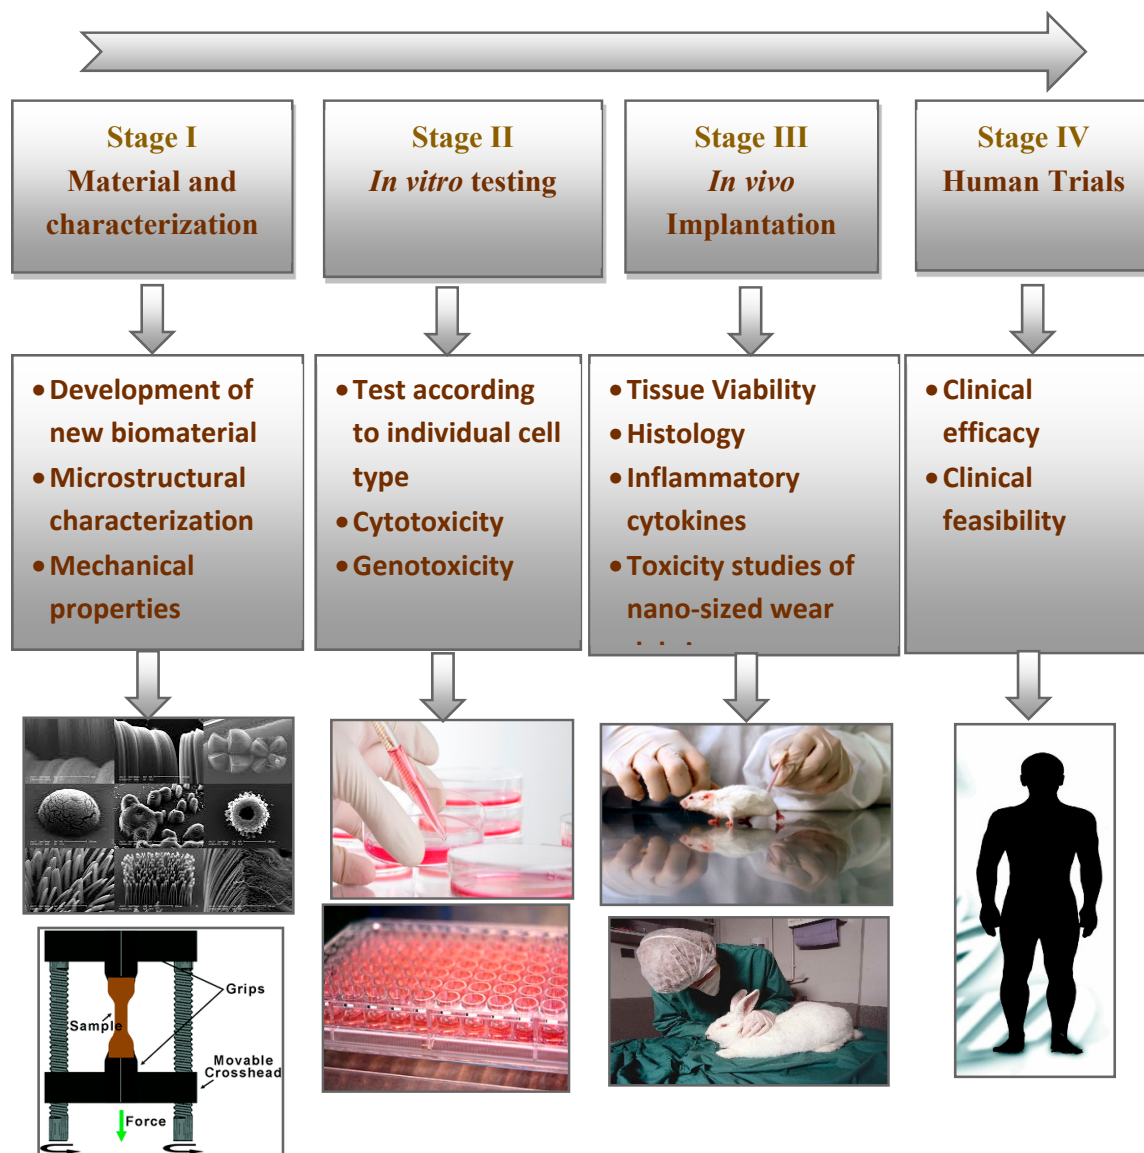 Stage I
Material and
characterization
Stage II
In vitro testing
Stage III
In vivo
Implantation
Stage IV
Human Trials
• Development of
new biomaterial
• Microstructural
characterization
• Mechanical
properties
• Test according
to individual cell
type
• Cytotoxicity
• Genotoxicity
• Tissue Viability
• Histology
• Inflammatory
cytokines
• Toxicity studies of
nano-sized wear
• Clinical
efficacy
• Clinical
feasibility
Grips
Sample
Movable
Crosshead
Force